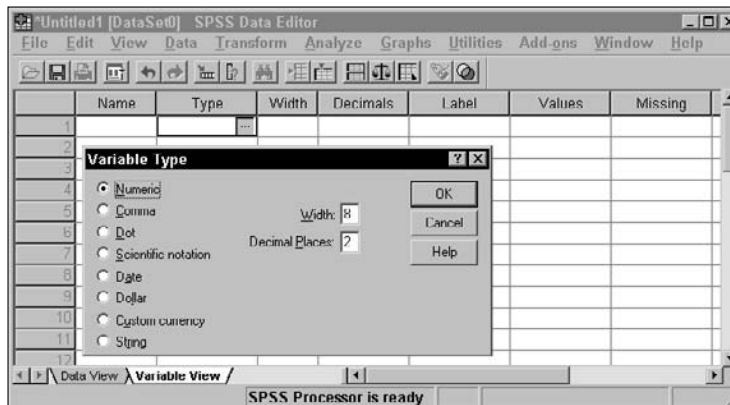 *Untitled1 [DataSet0] SPSS Data Editor
File Edit View Data Transform Analyze Graphs Utilities Add-ons Window Help
Name Type Width Decimals Label Values Missing
1
2
3
4
5
6
7
8
9
10
11
12
Variable Type
Numeric
Comma
Dot
Scientific notation
Date
Dollar
Custom currency
String
Width: 8
Decimal Places: 2
OK
Cancel
Help
Data View Variable View
SPSS Processor is ready